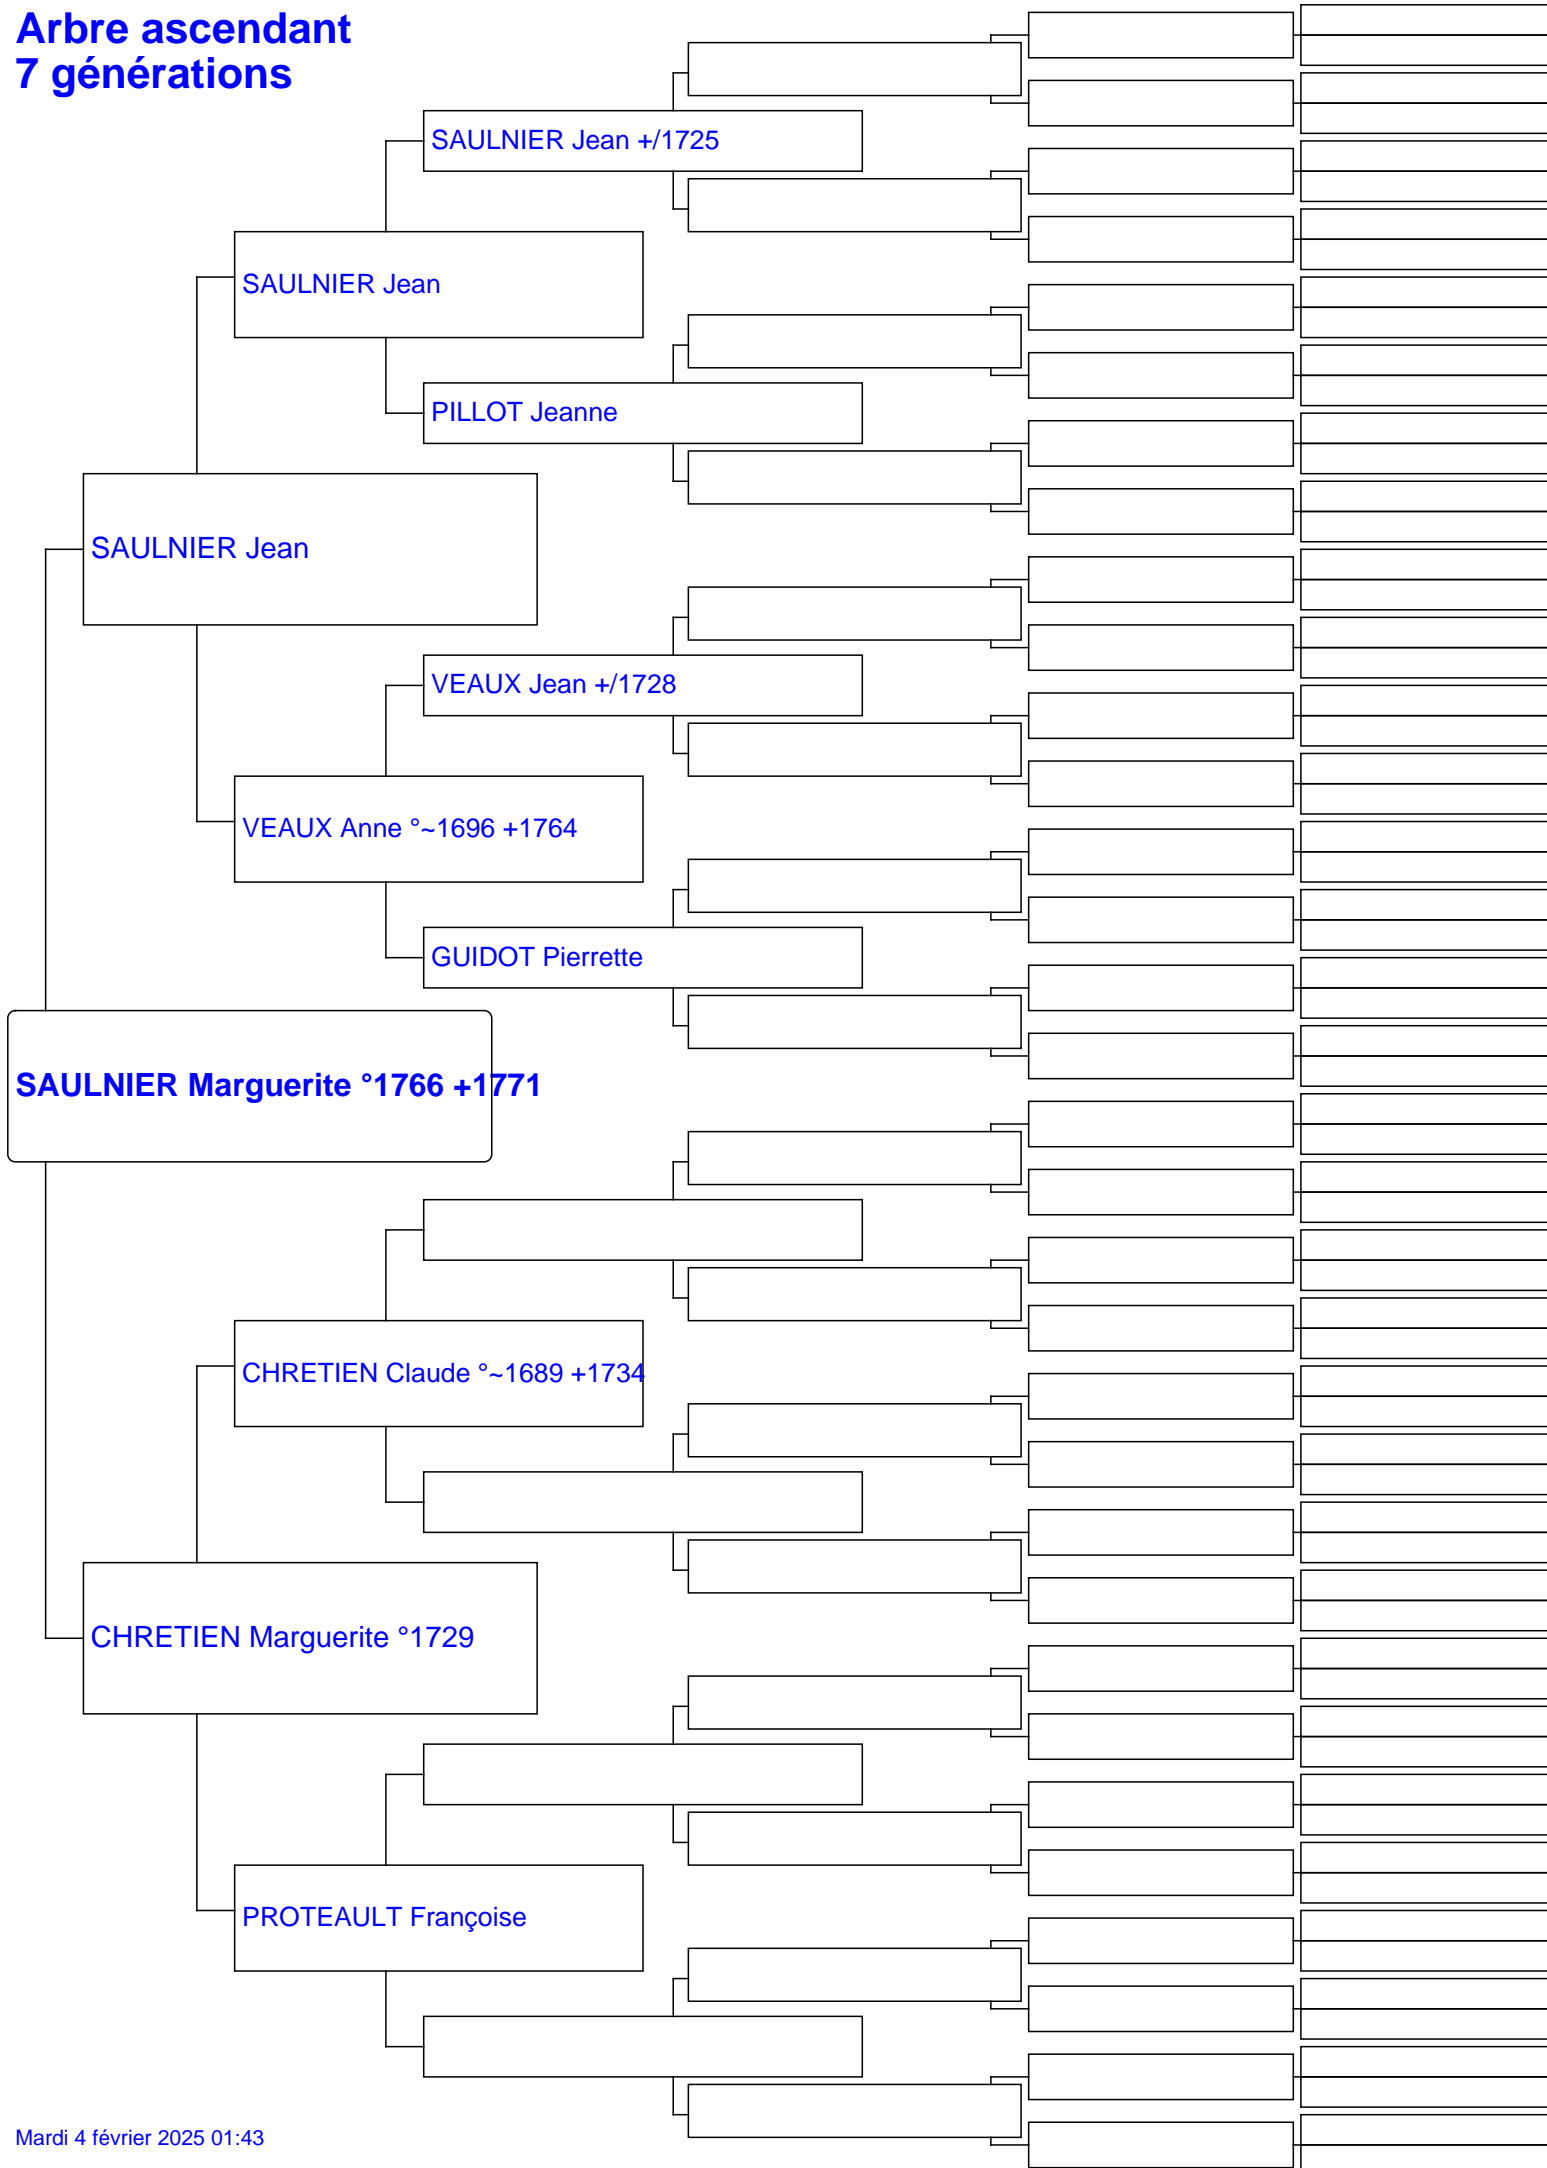 Arbre ascendant
7 générations
SAULNIER Jean +/1725
SAULNIER Jean
PILLOT Jeanne
SAULNIER Jean
VEAUX Jean +/1728
VEAUX Anne °~1696 +1764
GUIDOT Pierrette
SAULNIER Marguerite °1766 +1771
CHRETIEN Claude °~1689 +1734
CHRETIEN Marguerite °1729
PROTEAULT Françoise
Mardi 4 février 2025 01:43